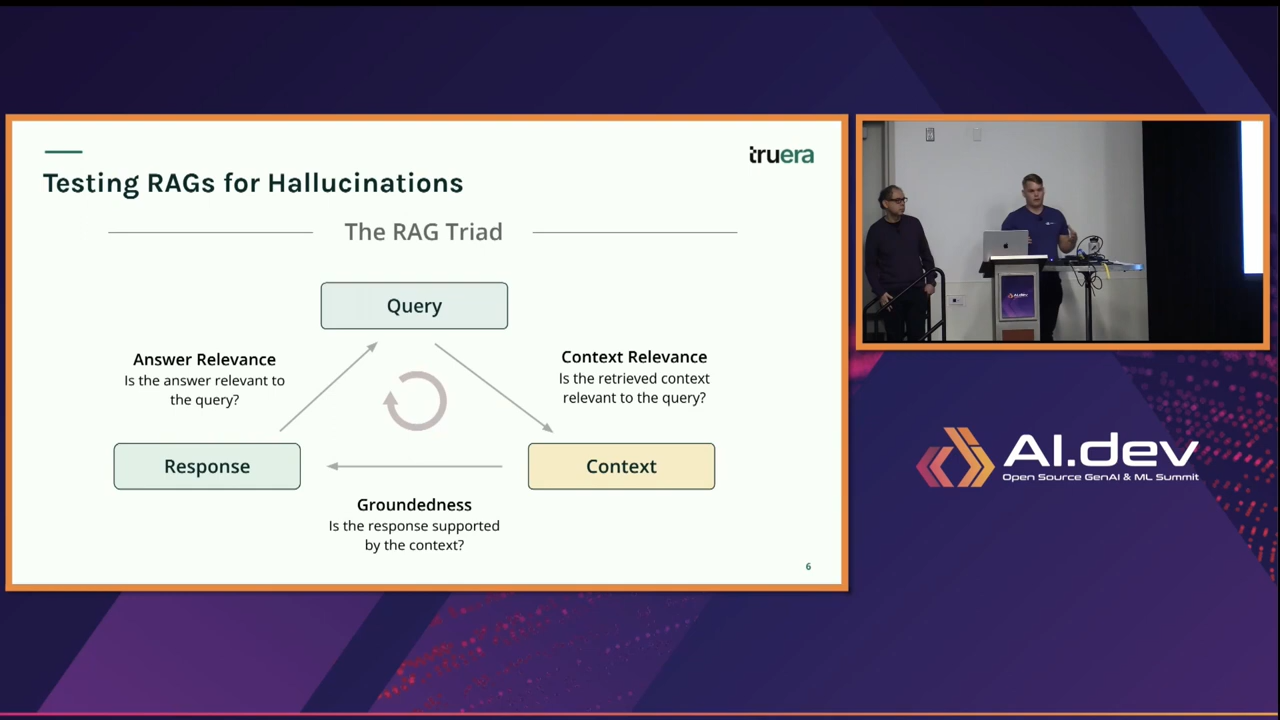 truera
Testing RAGs for Hallucinations
The RAG Triad
Query
Answer Relevance
Is the answer relevant to
the query?
Context Relevance
Is the retrieved context
relevant to the query?
Response
Context
Groundedness
Is the response supported
by the context?
6
AI.dev
AI.dev
Open Source GenAI & ML Summit